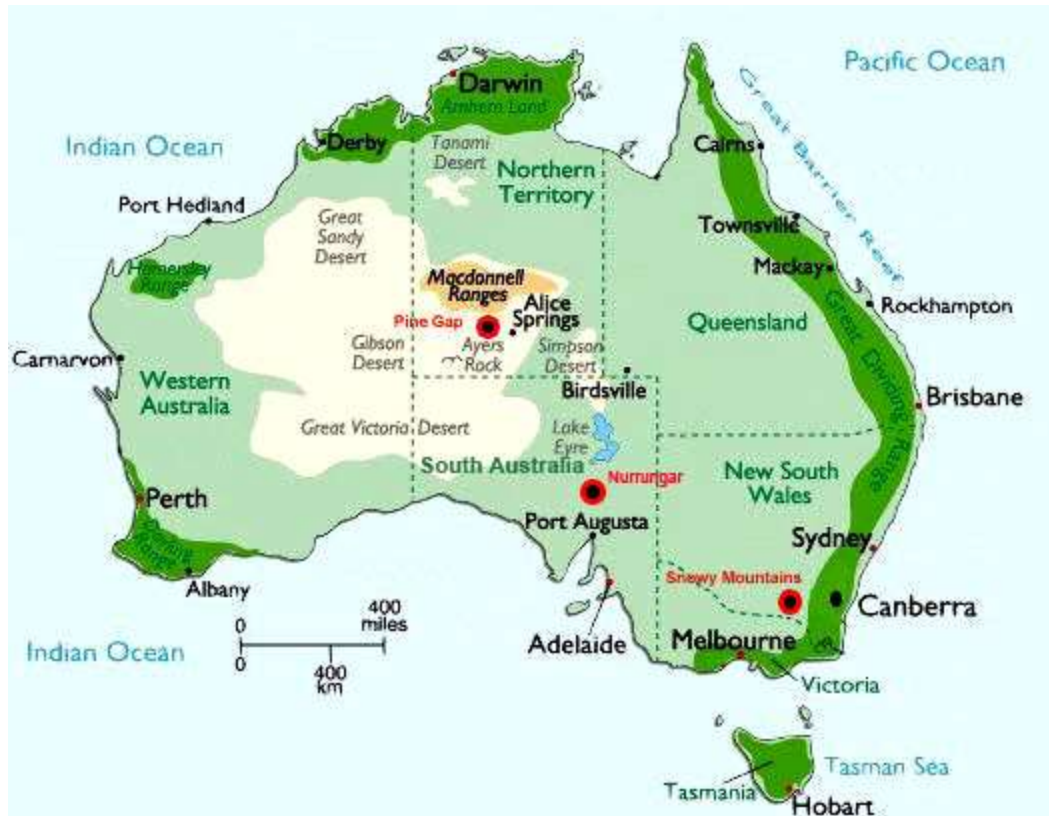 Pacific Ocean
Darwin
Arnhem Land
Great Barrier Reef
Indian Ocean
Derby
Tanami
Desert
Cairns
Northern
Territory
Port Hedland
Great
Sandy
Desert
Townsville
Hamersley
Range
Macdonnell
Ranges
Mackay
Alice
Springs
Rockhampton
Pine Gap
Queensland
Gibson
Desert
Ayers
Rock
Simpson
Desert
Great Dividing Range
Carnarvon
Western
Australia
Birdsville
Brisbane
Great Victoria Desert
Lake
Eyre
South Australia
Nurrungar
New South
Wales
Perth
Port Augusta
Sydney
Darling
Range
Snowy Mountains
Albany
Canberra
0
400
miles
Adelaide
Melbourne
Indian Ocean
0
400
km
Victoria
Tasman Sea
Tasmania
Hobart